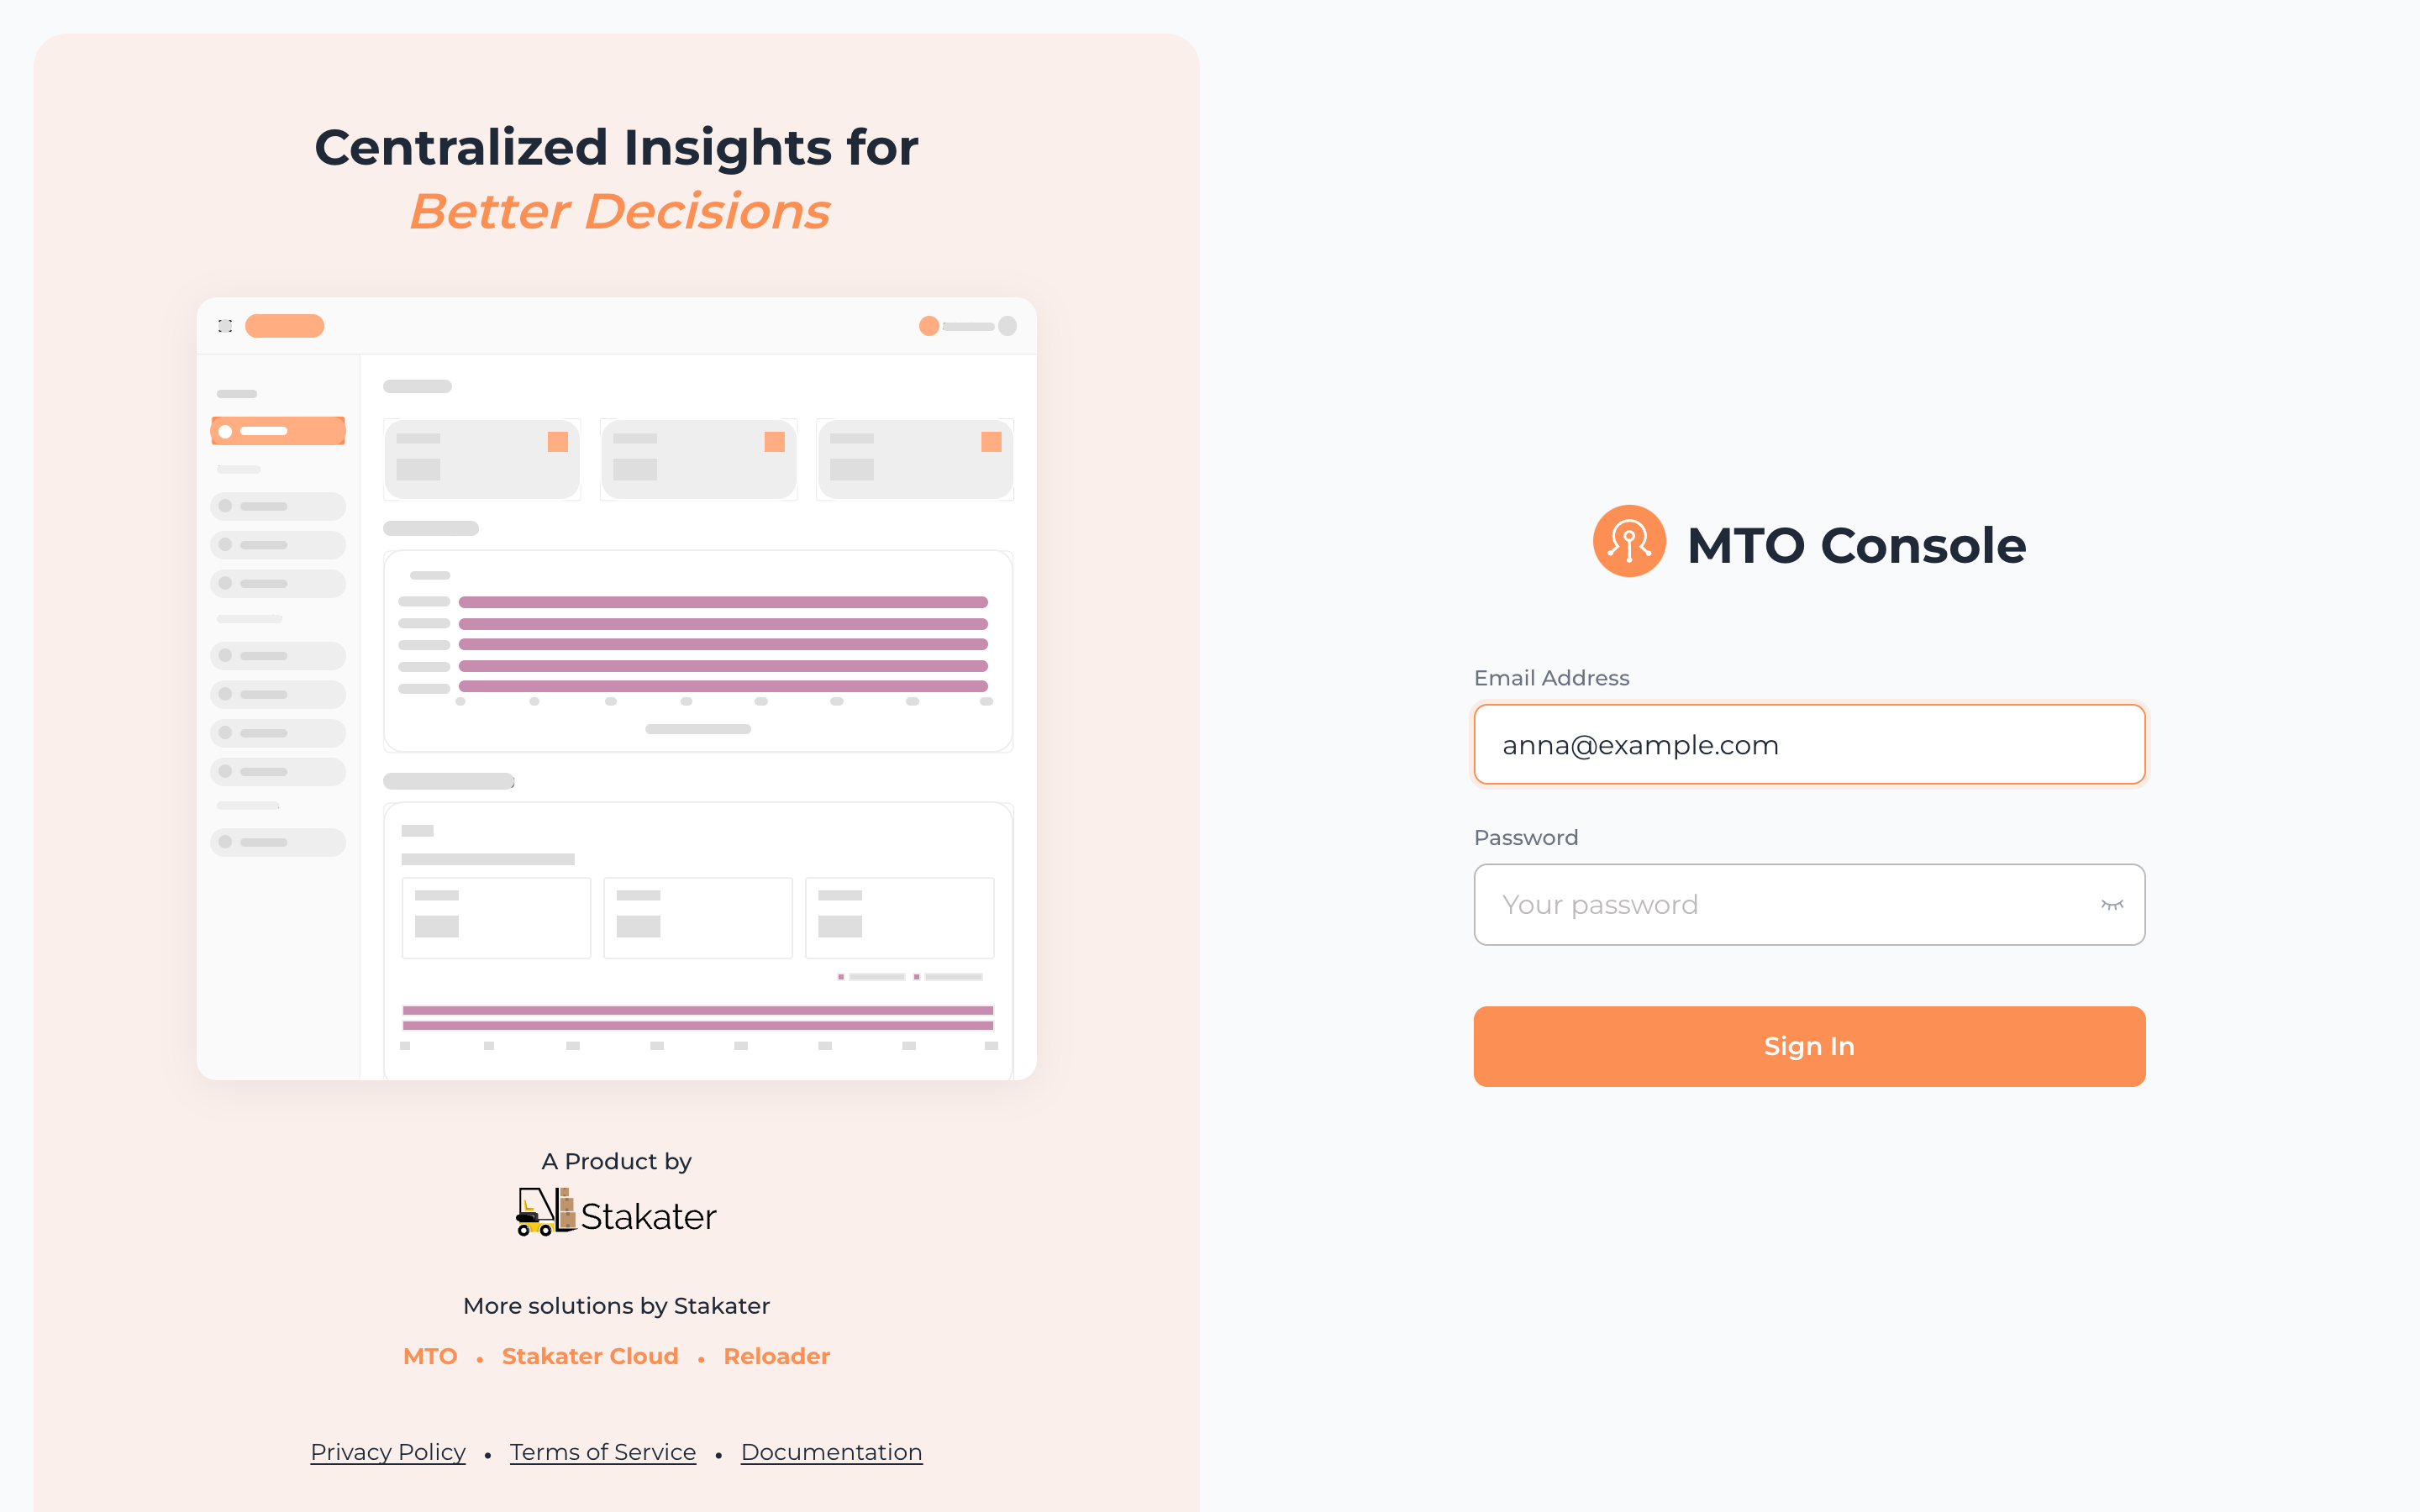 Centralized Insights for
Better Decisions
A Product by
Stakater
More solutions by Stakater
MTO • Stakater Cloud • Reloader
Privacy Policy • Terms of Service • Documentation
MTO Console
Email Address
anna@example.com
Password
Your password
Sign In